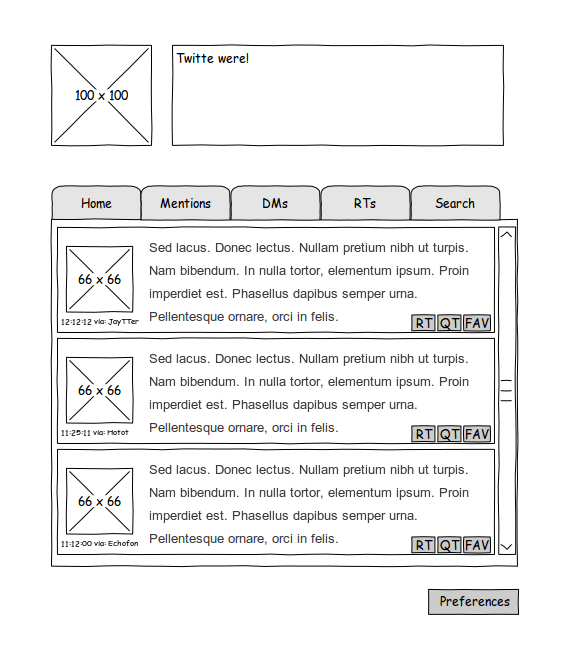 Twitte were!
100 x 100
Home Mentions DMs RTs Search
Sed lacus. Donec lectus. Nullam pretium nibh ut turpis.
Nam bibendum. In nulla tortor, elementum ipsum. Proin
66 x 66
imperdiet est. Phasellus dapibus semper urna.
Pellentesque ornare, orci in felis.
12:12:12 via: JayTTer
RT QT FAV
Sed lacus. Donec lectus. Nullam pretium nibh ut turpis.
Nam bibendum. In nulla tortor, elementum ipsum. Proin
66 x 66
imperdiet est. Phasellus dapibus semper urna.
Pellentesque ornare, orci in felis.
11:25:11 via: Hotot
RT QT FAV
Sed lacus. Donec lectus. Nullam pretium nibh ut turpis.
Nam bibendum. In nulla tortor, elementum ipsum. Proin
66 x 66
imperdiet est. Phasellus dapibus semper urna.
Pellentesque ornare, orci in felis.
11:12:00 via: Echofon
RT QT FAV
Preferences